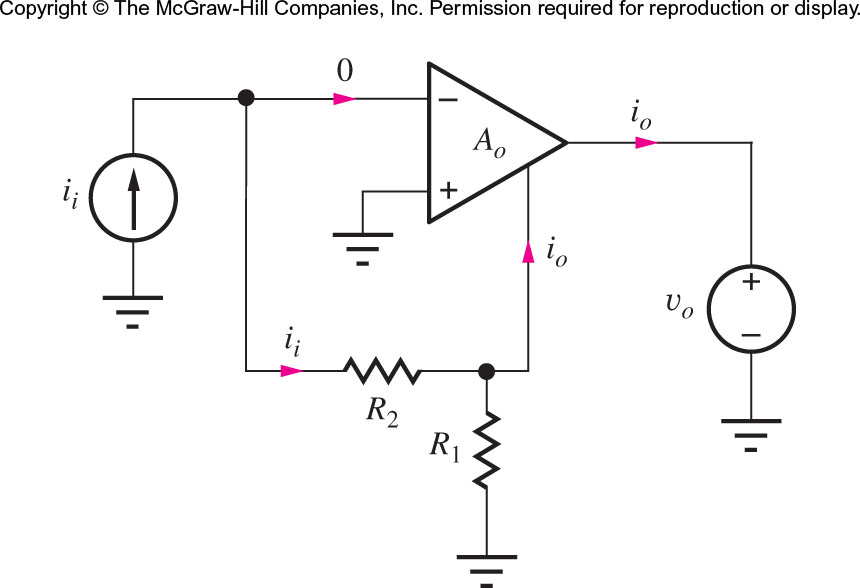 Copyright © The McGraw-Hill Companies, Inc. Permission required for reproduction or display.
0
−
A_o
+
i_o
i_i
i_o
v_o
+
−
i_i
R_2
R_1